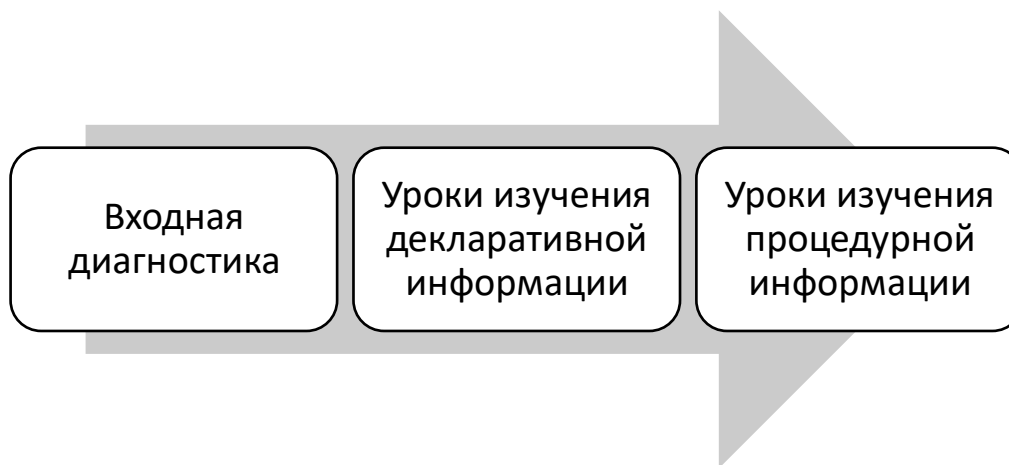 Входная
диагностика
Уроки изучения
декларативной
информации
Уроки изучения
процедурной
информации